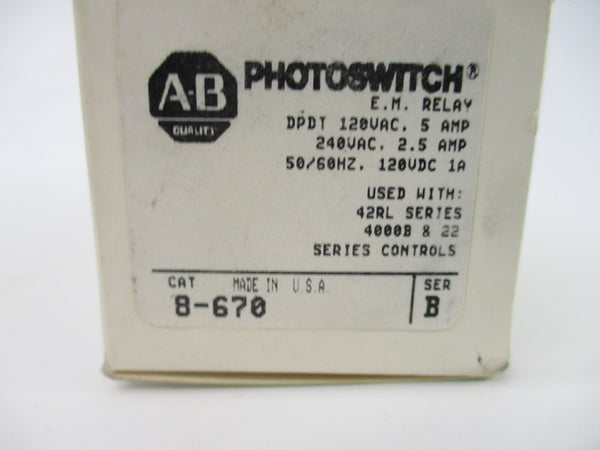 A-B
QUALITY
PHOTOSWITCH®
E.M. RELAY
DPDT 120VAC, 5 AMP
240VAC, 2.5 AMP
50/60HZ, 120VDC 1A
USED WITH:
42RL SERIES
4000B & 22
SERIES CONTROLS
CAT MADE IN U.S.A. SER
8-670 B